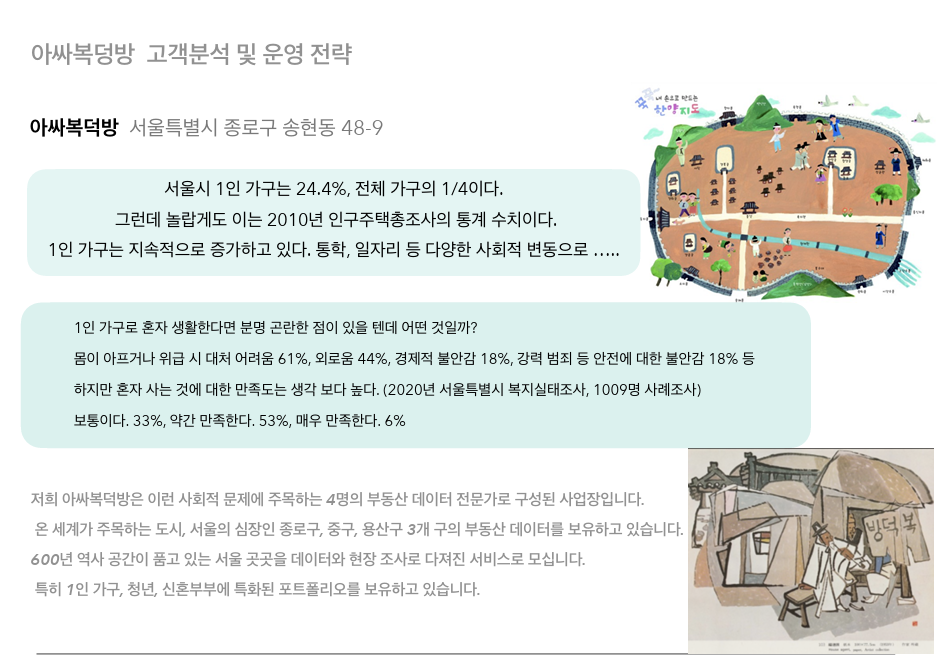 아싸복덩방 고객분석 및 운영 전략
내 손으로 만드는
꾹꾹
한양지도
아싸복덕방 서울특별시 종로구 송현동 48-9
서울시 1인 가구는 24.4%, 전체 가구의 1/4이다.
그런데 놀랍게도 이는 2010년 인구주택총조사의 통계 수치이다.
1인 가구는 지속적으로 증가하고 있다. 통학, 일자리 등 다양한 사회적 변동으로 .....
1인 가구로 혼자 생활한다면 분명 곤란한 점이 있을 텐데 어떤 것일까?
몸이 아프거나 위급 시 대처 어려움 61%, 외로움 44%, 경제적 불안감 18%, 강력 범죄 등 안전에 대한 불안감 18% 등
하지만 혼자 사는 것에 대한 만족도는 생각 보다 높다. (2020년 서울특별시 복지실태조사, 1009명 사례조사)
보통이다. 33%, 약간 만족한다. 53%, 매우 만족한다. 6%
저희 아싸복덕방은 이런 사회적 문제에 주목하는 4명의 부동산 데이터 전문가로 구성된 사업장입니다.
온 세계가 주목하는 도시, 서울의 심장인 종로구, 중구, 용산구 3개 구의 부동산 데이터를 보유하고 있습니다.
600년 역사 공간이 품고 있는 서울 곳곳을 데이터와 현장 조사로 다져진 서비스로 모십니다.
특히 1인 가구, 청년, 신혼부부에 특화된 포트폴리오를 보유하고 있습니다.
방덕복